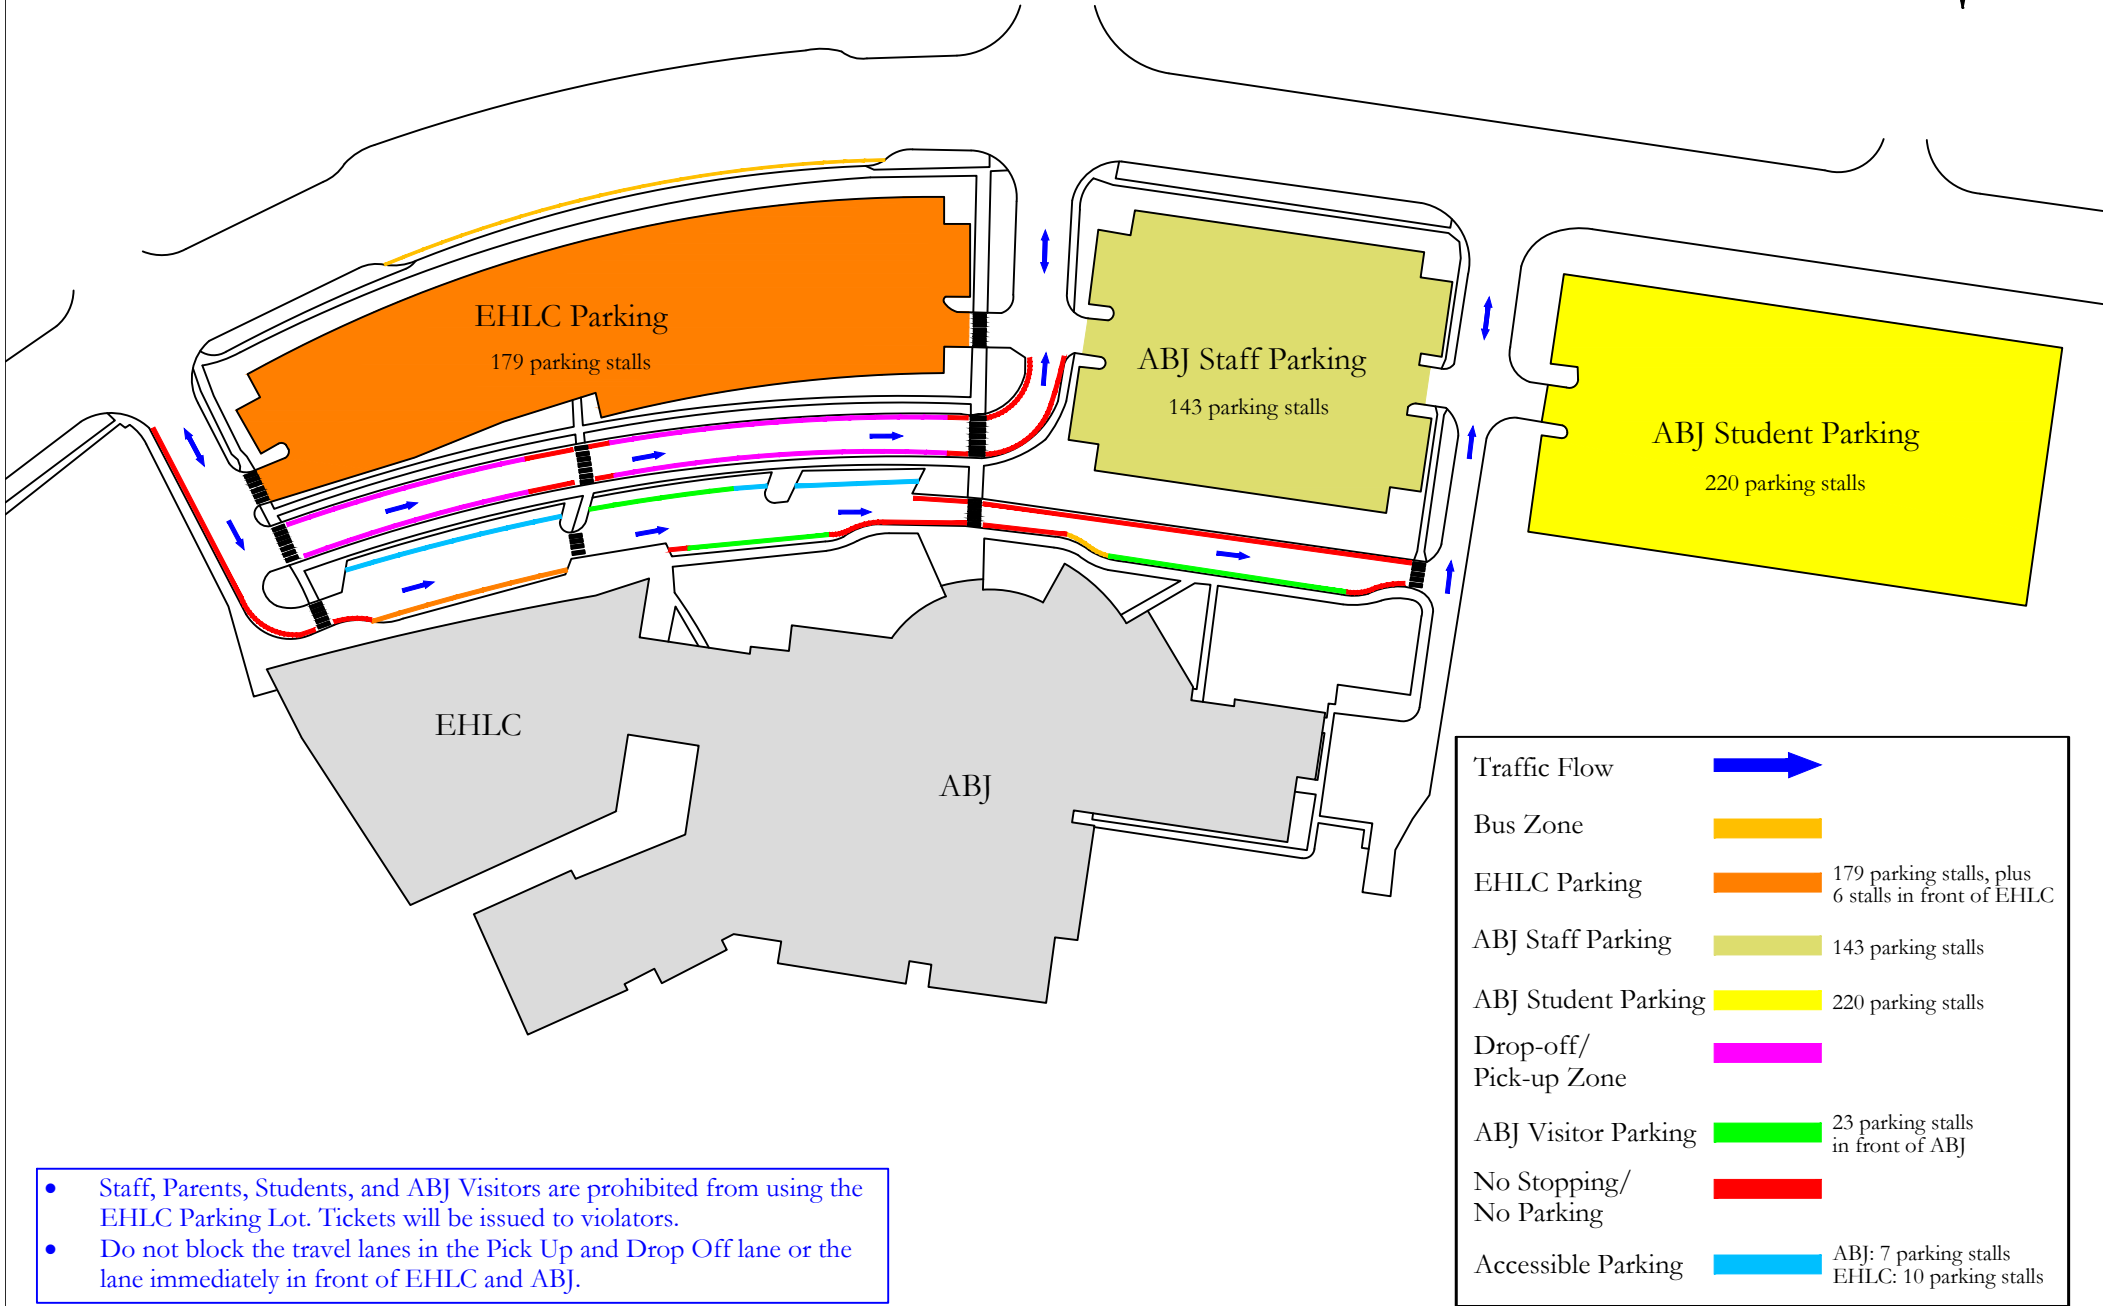 EHLC Parking
179 parking stalls
ABJ Staff Parking
143 parking stalls
ABJ Student Parking
220 parking stalls
EHLC
ABJ
Traffic Flow
Bus Zone
EHLC Parking
179 parking stalls, plus
6 stalls in front of EHLC
ABJ Staff Parking
143 parking stalls
ABJ Student Parking
220 parking stalls
Drop-off/
Pick-up Zone
ABJ Visitor Parking
23 parking stalls
in front of ABJ
No Stopping/
No Parking
Accessible Parking
ABJ: 7 parking stalls
EHLC: 10 parking stalls
• Staff, Parents, Students, and ABJ Visitors are prohibited from using the
EHLC Parking Lot. Tickets will be issued to violators.
• Do not block the travel lanes in the Pick Up and Drop Off lane or the
lane immediately in front of EHLC and ABJ.